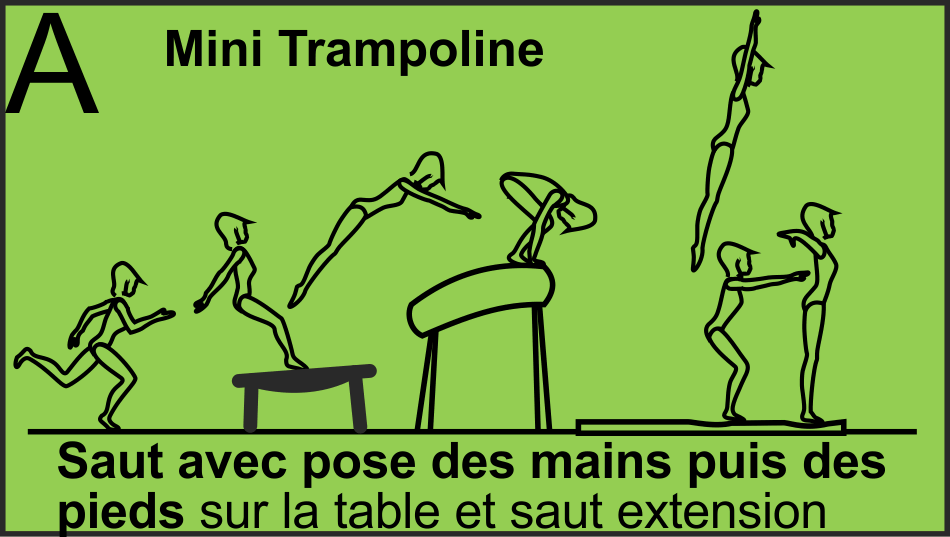 A
Mini Trampoline
Saut avec pose des mains puis des
pieds sur la table et saut extension